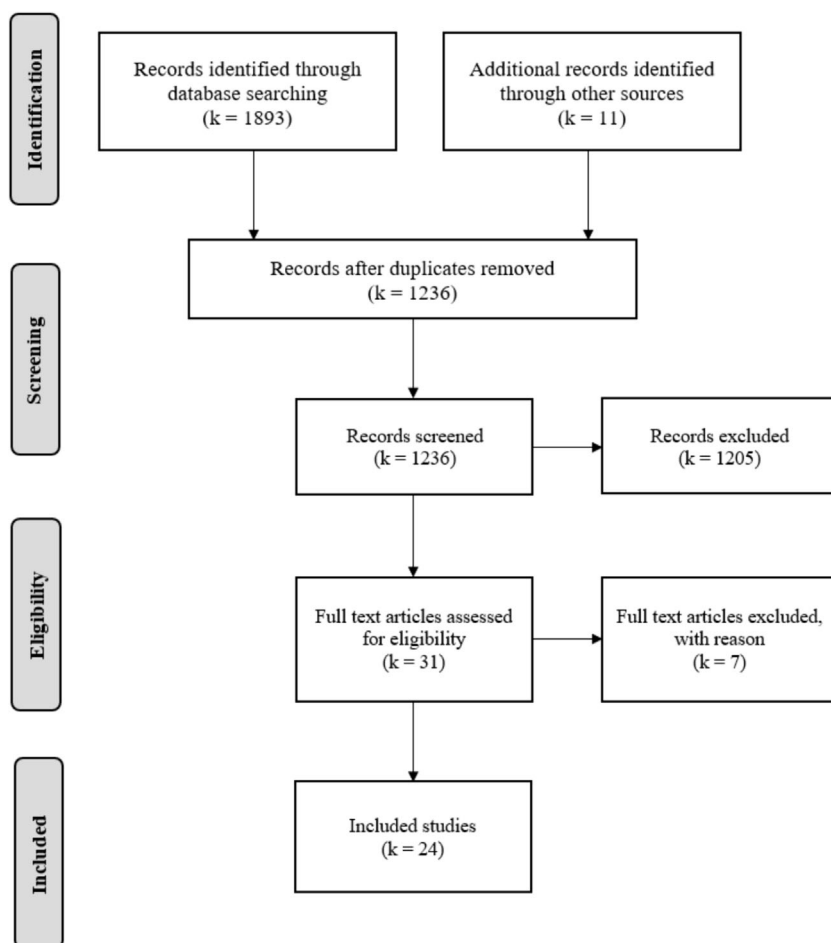 Identification
Records identified through
database searching
(k = 1893)
Additional records identified
through other sources
(k = 11)
Screening
Records after duplicates removed
(k = 1236)
Records screened
(k = 1236)
Records excluded
(k = 1205)
Eligibility
Full text articles assessed
for eligibility
(k = 31)
Full text articles excluded,
with reason
(k = 7)
Included
Included studies
(k = 24)